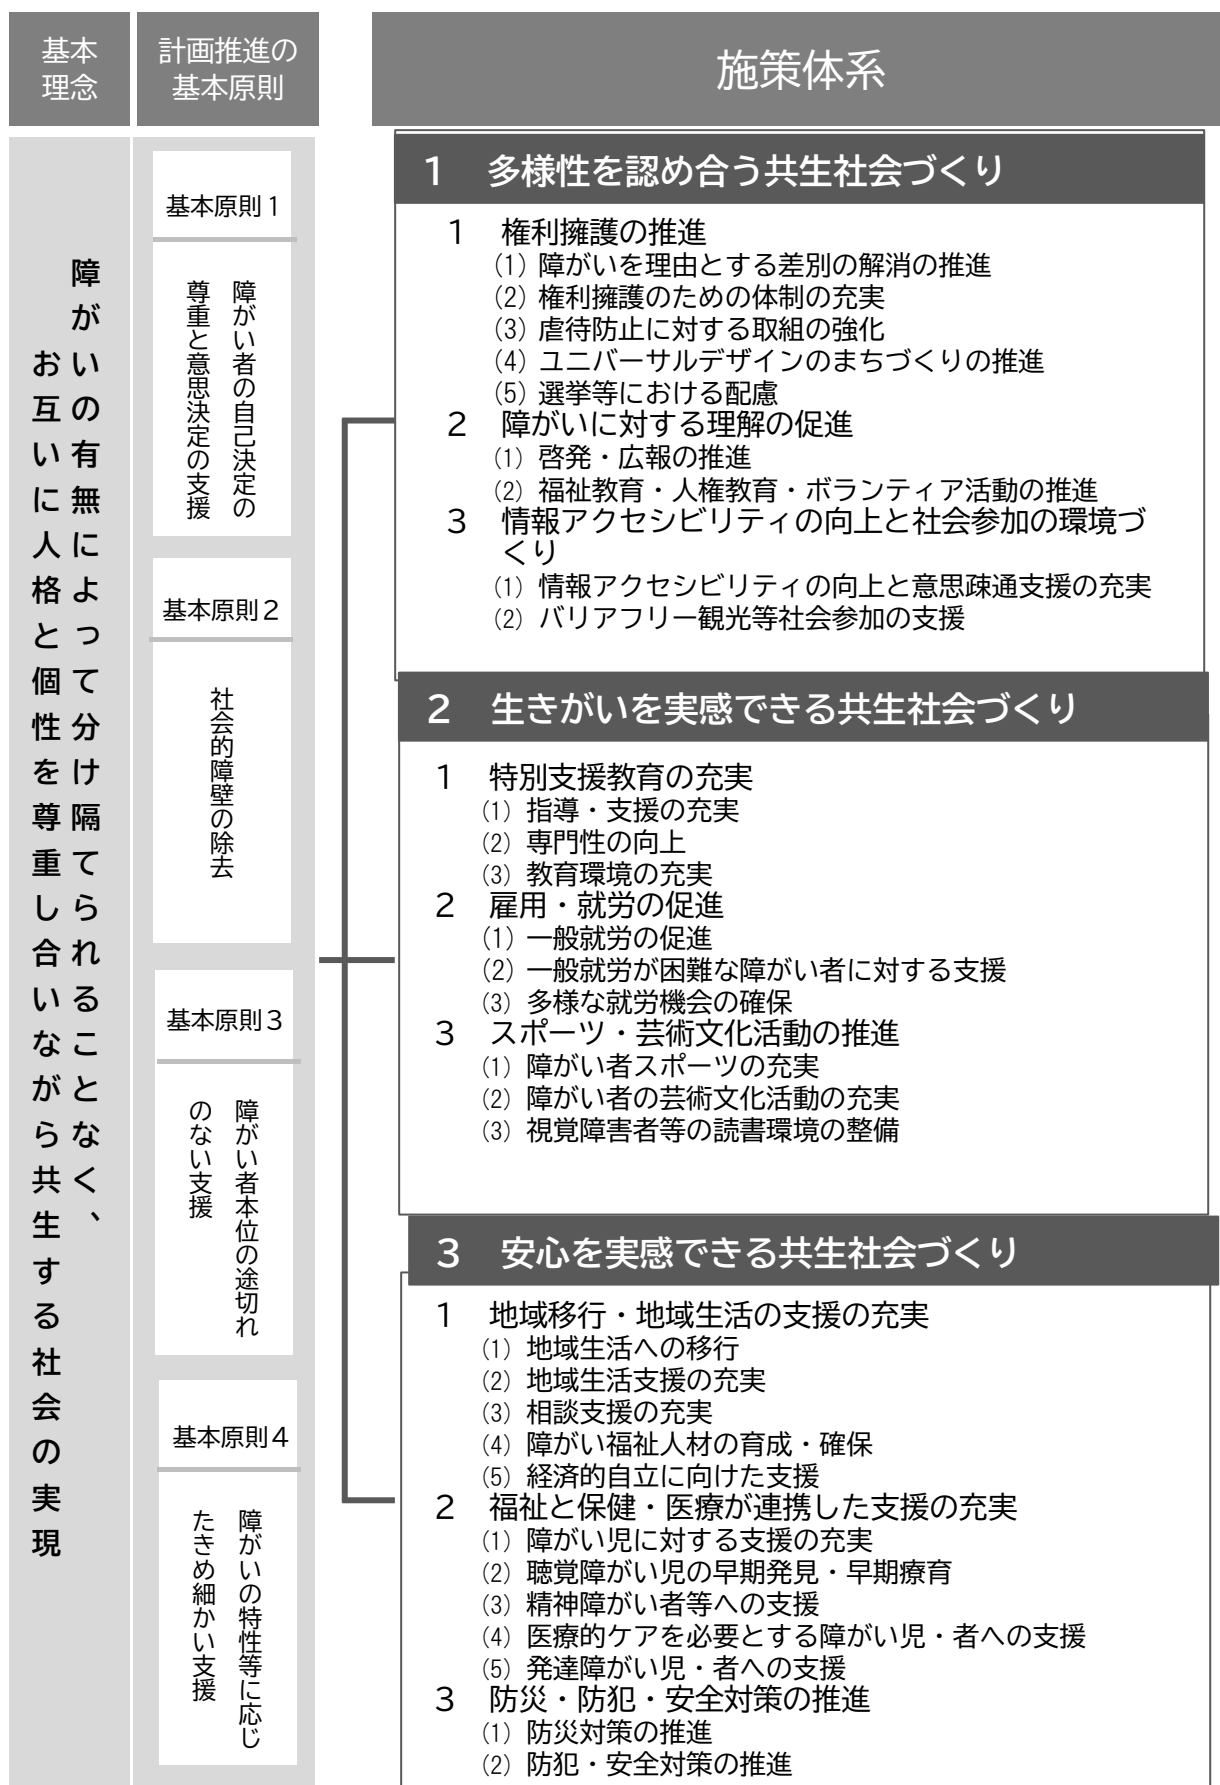 基本
理念
計画推進の
基本原則
施策体系
障がいの有無によって分け隔てられることなく、
お互いに人格と個性を尊重し合いながら共生する社会の実現
基本原則１
障がい者の自己決定の
尊重と意思決定の支援
基本原則２
社会的障壁の除去
基本原則３
障がい者本位の途切れ
のない支援
基本原則４
障がいの特性等に応じ
たきめ細かい支援
１　多様性を認め合う共生社会づくり
１　権利擁護の推進
(1) 障がいを理由とする差別の解消の推進
(2) 権利擁護のための体制の充実
(3) 虐待防止に対する取組の強化
(4) ユニバーサルデザインのまちづくりの推進
(5) 選挙等における配慮
２　障がいに対する理解の促進
(1) 啓発・広報の推進
(2) 福祉教育・人権教育・ボランティア活動の推進
３　情報アクセシビリティの向上と社会参加の環境づ
くり
(1) 情報アクセシビリティの向上と意思疎通支援の充実
(2) バリアフリー観光等社会参加の支援
２　生きがいを実感できる共生社会づくり
１　特別支援教育の充実
(1) 指導・支援の充実
(2) 専門性の向上
(3) 教育環境の充実
２　雇用・就労の促進
(1) 一般就労の促進
(2) 一般就労が困難な障がい者に対する支援
(3) 多様な就労機会の確保
３　スポーツ・芸術文化活動の推進
(1) 障がい者スポーツの充実
(2) 障がい者の芸術文化活動の充実
(3) 視覚障害者等の読書環境の整備
３　安心を実感できる共生社会づくり
１　地域移行・地域生活の支援の充実
(1) 地域生活への移行
(2) 地域生活支援の充実
(3) 相談支援の充実
(4) 障がい福祉人材の育成・確保
(5) 経済的自立に向けた支援
２　福祉と保健・医療が連携した支援の充実
(1) 障がい児に対する支援の充実
(2) 聴覚障がい児の早期発見・早期療育
(3) 精神障がい者等への支援
(4) 医療的ケアを必要とする障がい児・者への支援
(5) 発達障がい児・者への支援
３　防災・防犯・安全対策の推進
(1) 防災対策の推進
(2) 防犯・安全対策の推進